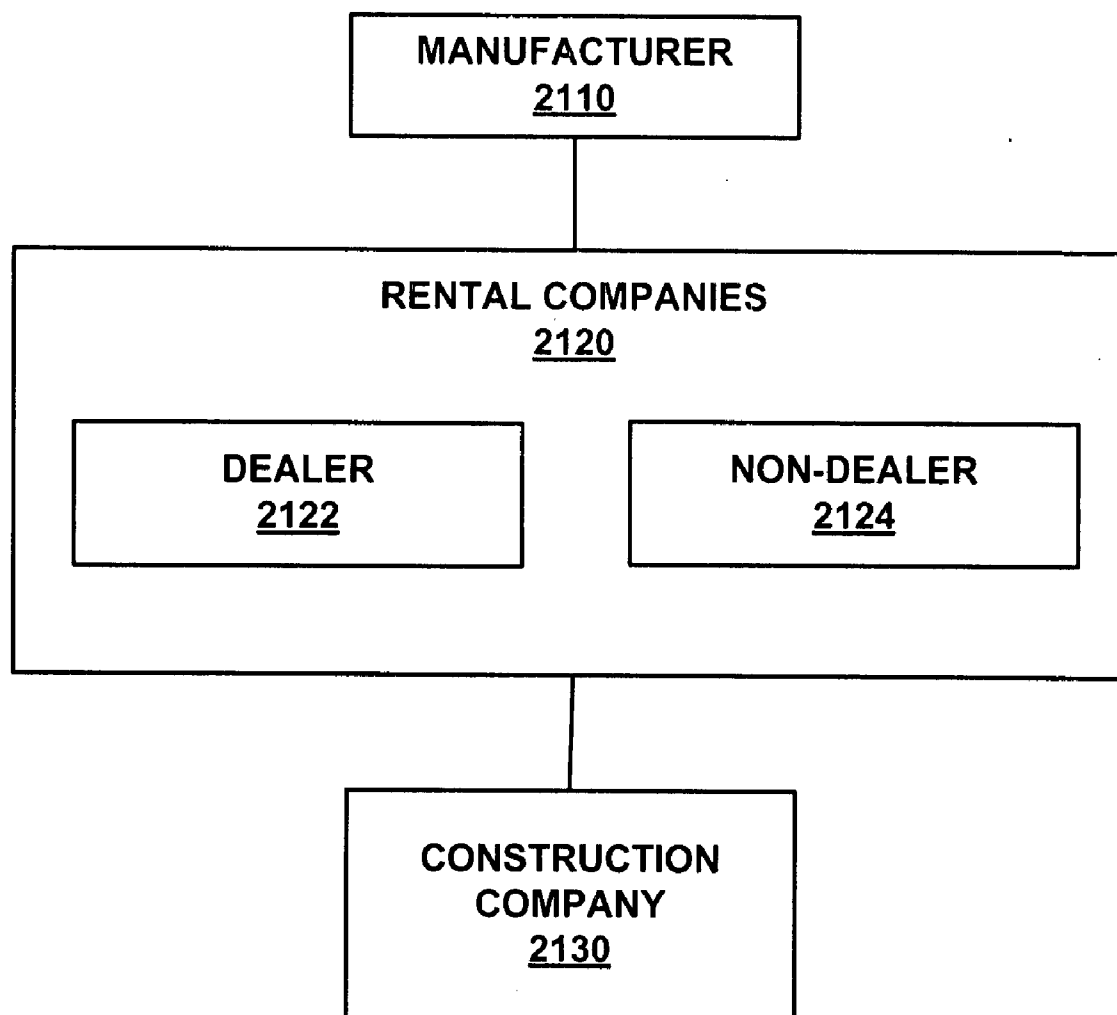 MANUFACTURER
2110
RENTAL COMPANIES
2120
DEALER
2122
NON-DEALER
2124
CONSTRUCTION
COMPANY
2130